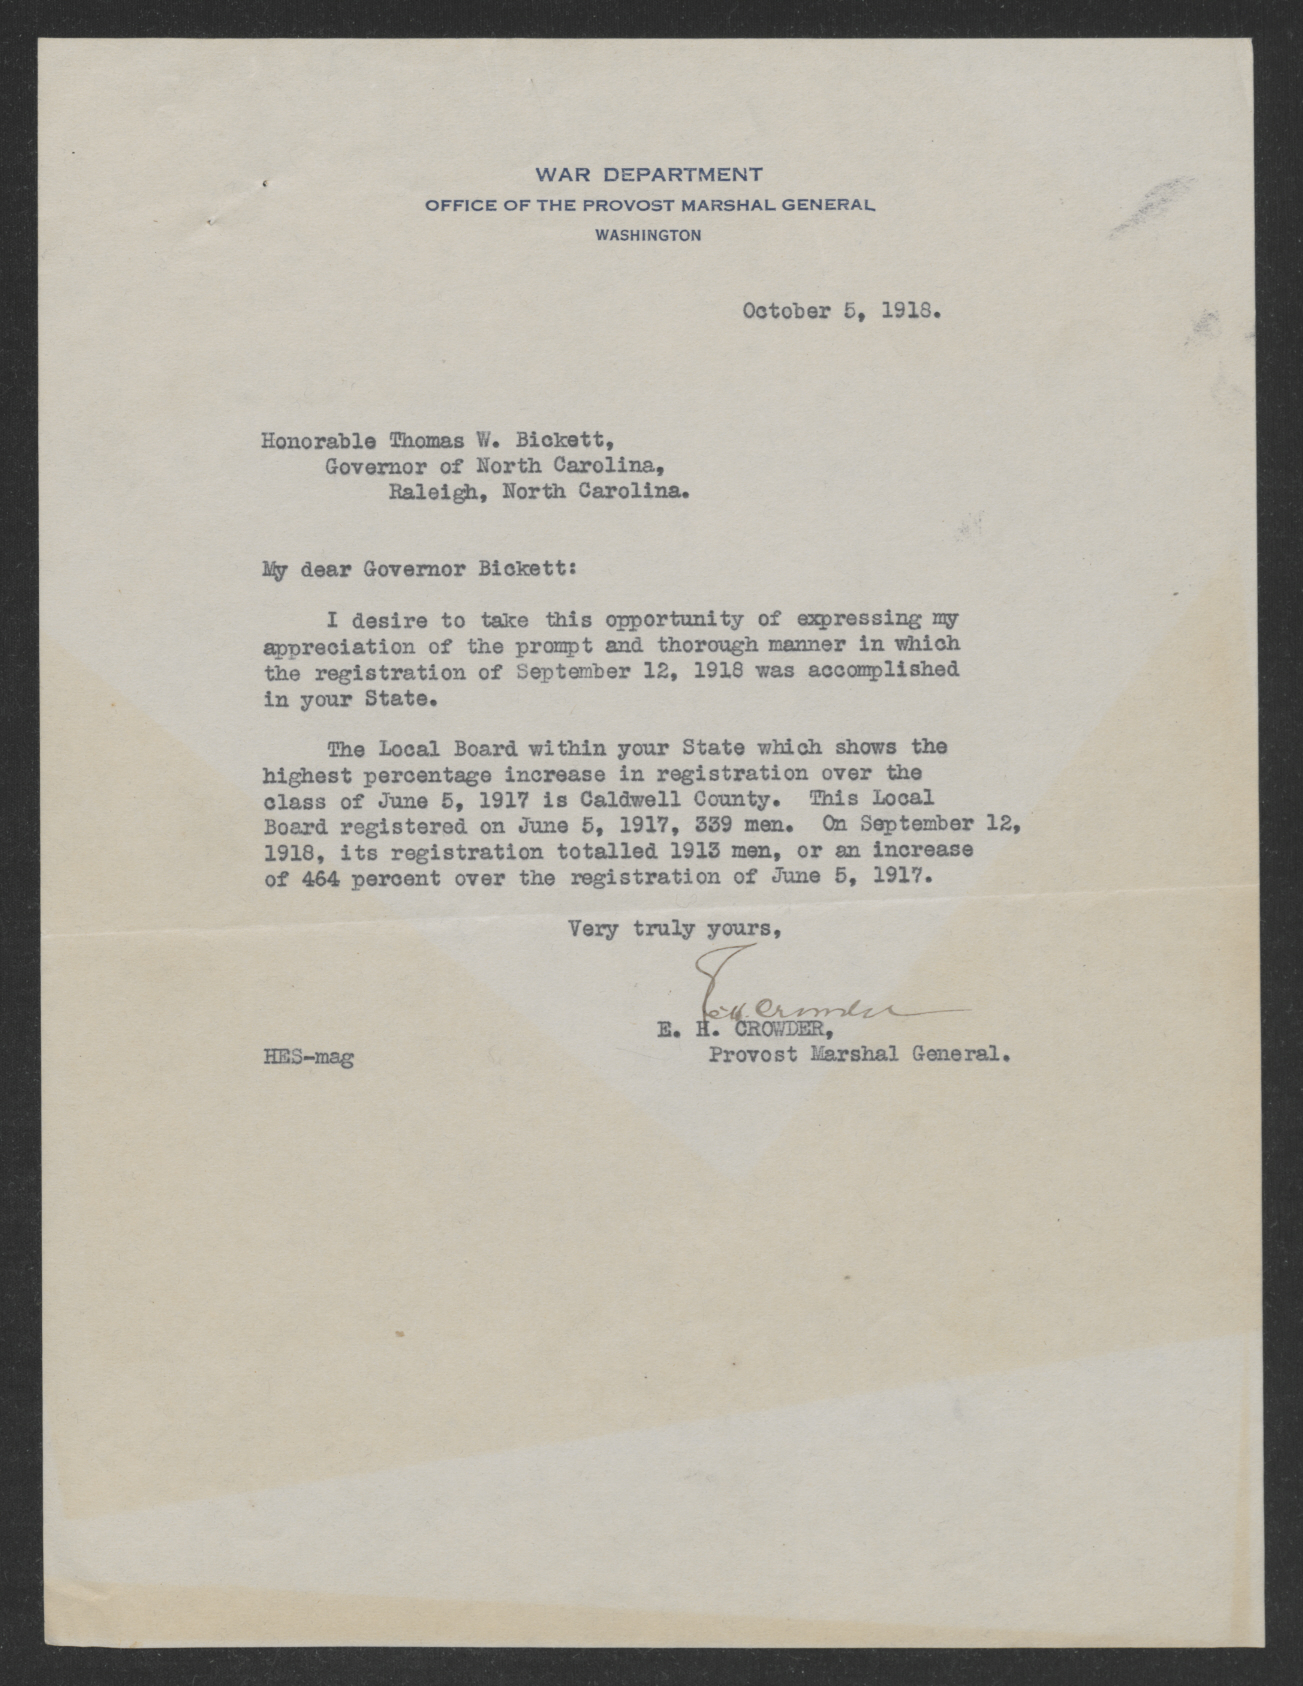 WAR DEPARTMENT
OFFICE OF THE PROVOST MARSHAL GENERAL
WASHINGTON
October 5, 1918.
Honorable Thomas W. Bickett,
Governor of North Carolina,
Raleigh, North Carolina.
My dear Governor Bickett:
I desire to take this opportunity of expressing my
appreciation of the prompt and thorough manner in which
the registration of September 12, 1918 was accomplished
in your State.
The Local Board within your State which shows the
highest percentage increase in registration over the
class of June 5, 1917 is Caldwell County. This Local
Board registered on June 5, 1917, 339 men. On September 12,
1918, its registration totalled 1913 men, or an increase
of 464 percent over the registration of June 5, 1917.
Very truly yours,
E.H. Crowder
E. H. CROWDER,
Provost Marshal General.
HES-mag